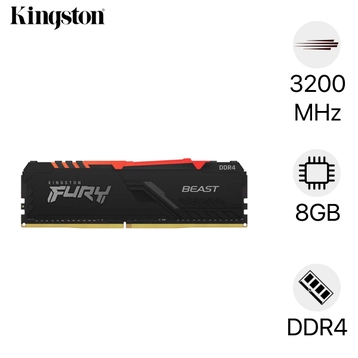 Kingston
3200
MHz
DDR4
KINGSTON
FURY
BEAST
8GB
DDR4